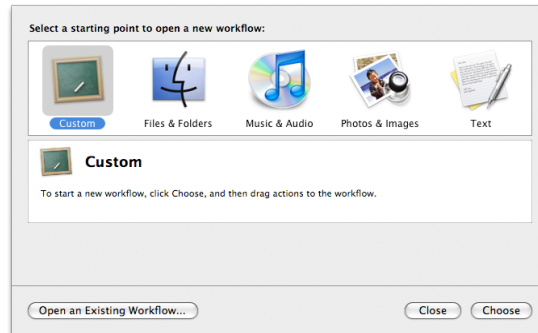 Select a starting point to open a new workflow:
Custom Files & Folders Music & Audio Photos & Images Text
Custom
To start a new workflow, click Choose, and then drag actions to the workflow.
Open an Existing Workflow... Close Choose